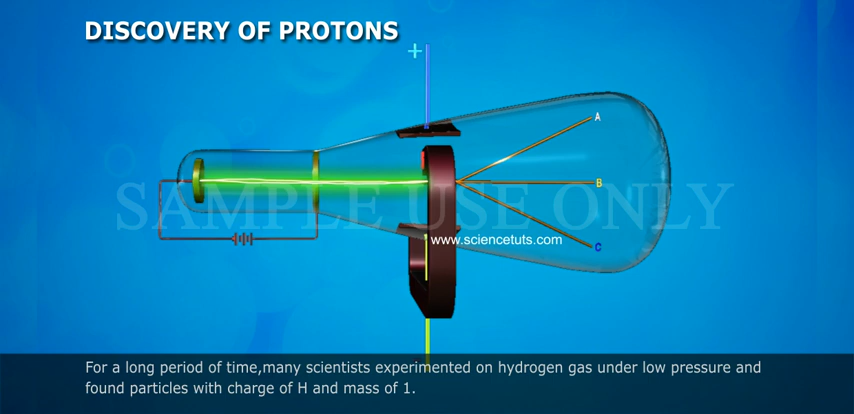 DISCOVERY OF PROTONS
+
A
SAMPLE USE ONLY
B
www.sciencetuts.com
C
For a long period of time,many scientists experimented on hydrogen gas under low pressure and
found particles with charge of H and mass of 1.